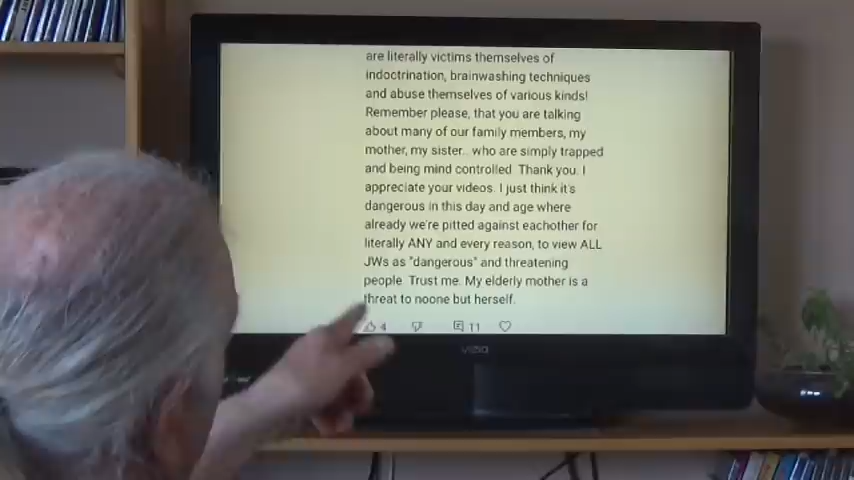 are literally victims themselves of
indoctrination, brainwashing techniques
and abuse themselves of various kinds!
Remember please, that you are talking
about many of our family members, my
mother, my sister.. who are simply trapped
and being mind controlled. Thank you. I
appreciate your videos. I just think it's
dangerous in this day and age where
already we're pitted against eachother for
literally ANY and every reason, to view ALL
JWs as "dangerous" and threatening
people. Trust me. My elderly mother is a
threat to noone but herself.
4 11
VIZIO